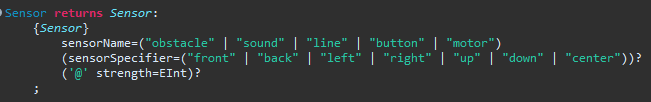 Sensor returns Sensor:
{Sensor}
sensorName=("obstacle" | "sound" | "line" | "button" | "motor")
(sensorSpecifier=("front" | "back" | "left" | "right" | "up" | "down" | "center"))?
('@' strength=EInt)?
;